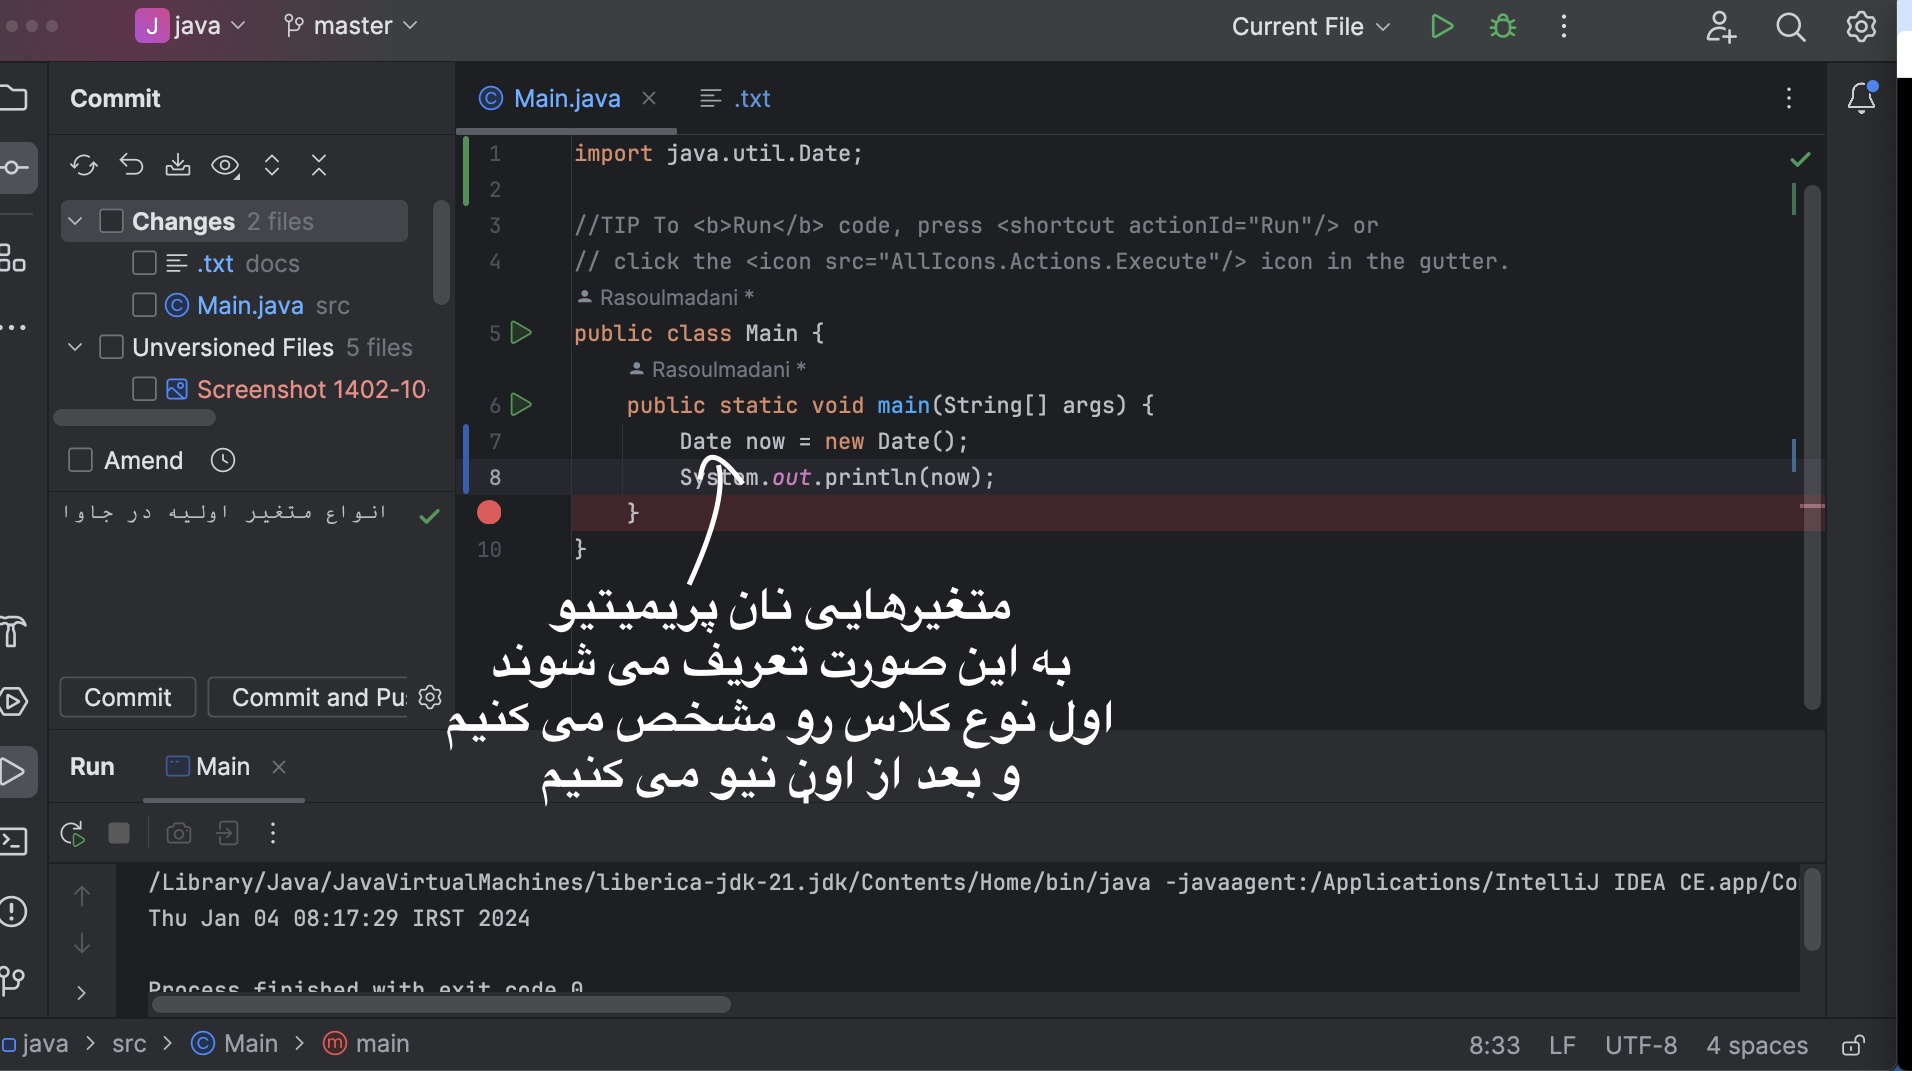 J java master Current File
Commit
Main.java .txt
Changes 2 files
.txt docs
Main.java src
Unversioned Files 5 files
Screenshot 1402-10-
Amend
انواع متغیر اولیه در جاوا
Commit Commit and Pu
1 import java.util.Date;
2
3 //TIP To <b>Run</b> code, press <shortcut actionId="Run"/> or
4 // click the <icon src="AllIcons.Actions.Execute"/> icon in the gutter.
Rasoulmadani *
5 public class Main {
Rasoulmadani *
6 public static void main(String[] args) {
7 Date now = new Date();
8 System.out.println(now);
}
10 }
متغیرهایی نان پریمیتیو
به این صورت تعریف می شوند
اول نوع کلاس رو مشخص می کنیم
و بعد از اون نیو می کنیم
Run Main
/Library/Java/JavaVirtualMachines/liberica-jdk-21.jdk/Contents/Home/bin/java -javaagent:/Applications/IntelliJ IDEA CE.app/Co
Thu Jan 04 08:17:29 IRST 2024
Process finished with exit code 0
java > src > Main > main
8:33 LF UTF-8 4 spaces